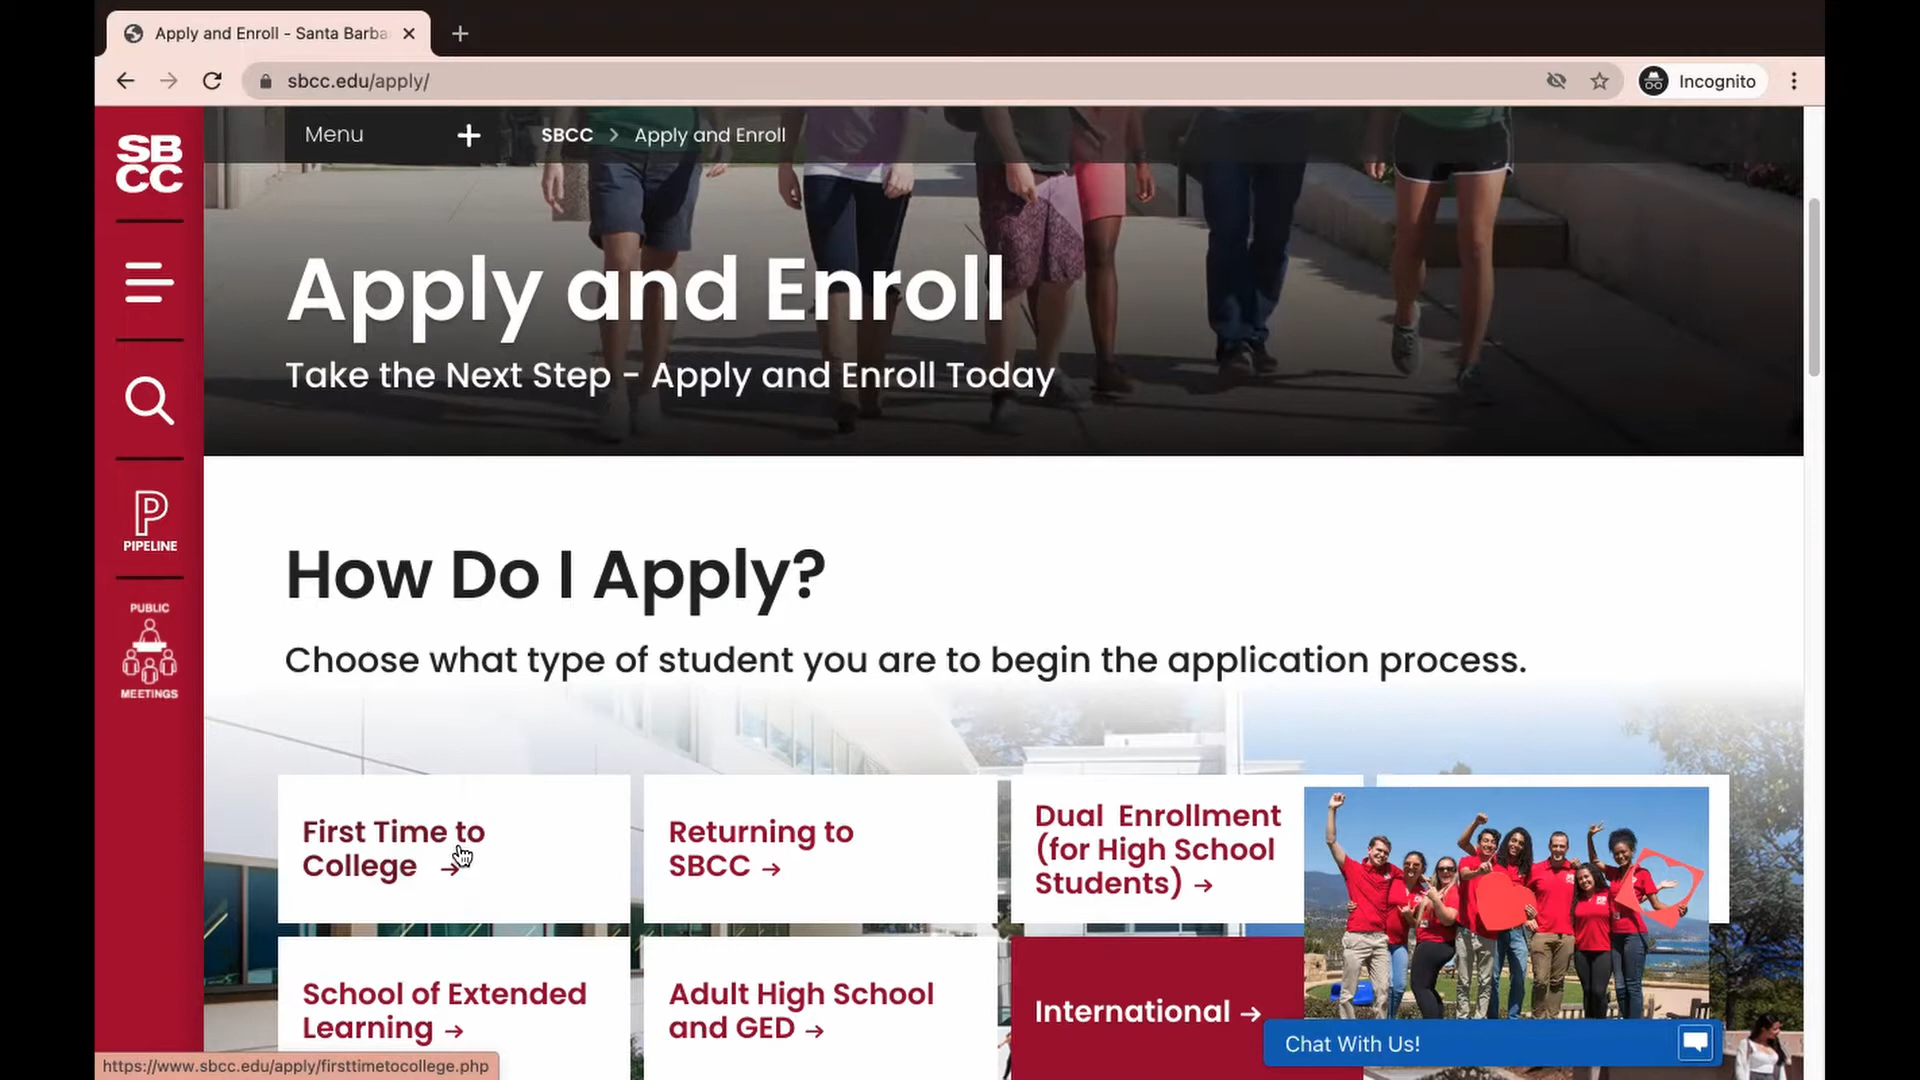 Apply and Enroll - Santa Barba
sbcc.edu/apply/
Incognito
SB
CC
Menu
SBCC > Apply and Enroll
Apply and Enroll
Take the Next Step - Apply and Enroll Today
P
PIPELINE
PUBLIC
MEETINGS
How Do I Apply?
Choose what type of student you are to begin the application process.
First Time to
College →
Returning to
SBCC →
Dual Enrollment
(for High School
Students) →
School of Extended
Learning →
Adult High School
and GED →
International →
Chat With Us!
https://www.sbcc.edu/apply/firsttimetocollege.php